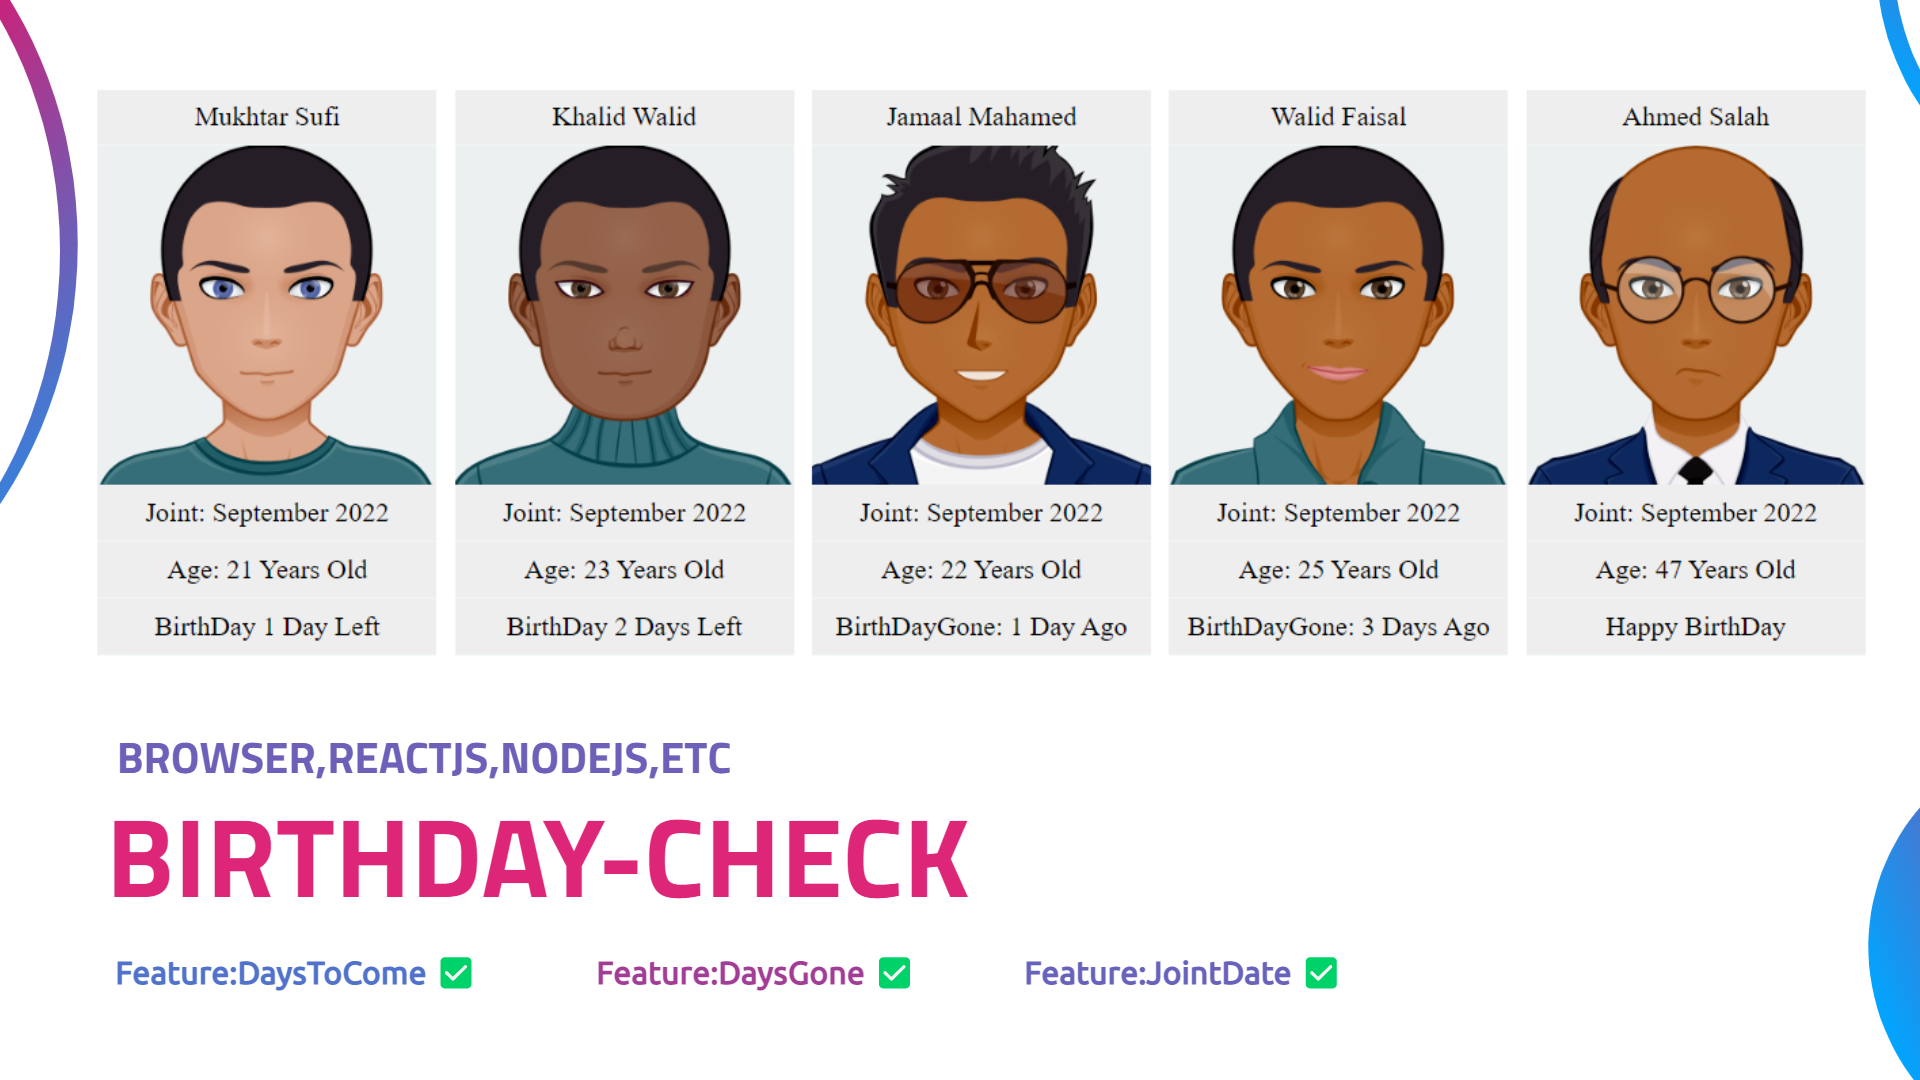 Mukhtar Sufi
Joint: September 2022
Age: 21 Years Old
BirthDay 1 Day Left
Khalid Walid
Joint: September 2022
Age: 23 Years Old
BirthDay 2 Days Left
Jamaal Mahamed
Joint: September 2022
Age: 22 Years Old
BirthDayGone: 1 Day Ago
Walid Faisal
Joint: September 2022
Age: 25 Years Old
BirthDayGone: 3 Days Ago
Ahmed Salah
Joint: September 2022
Age: 47 Years Old
Happy BirthDay
BROWSER,REACTJS,NODEJS,ETC
BIRTHDAY-CHECK
Feature:DaysToCome ✅
Feature:DaysGone ✅
Feature:JointDate ✅